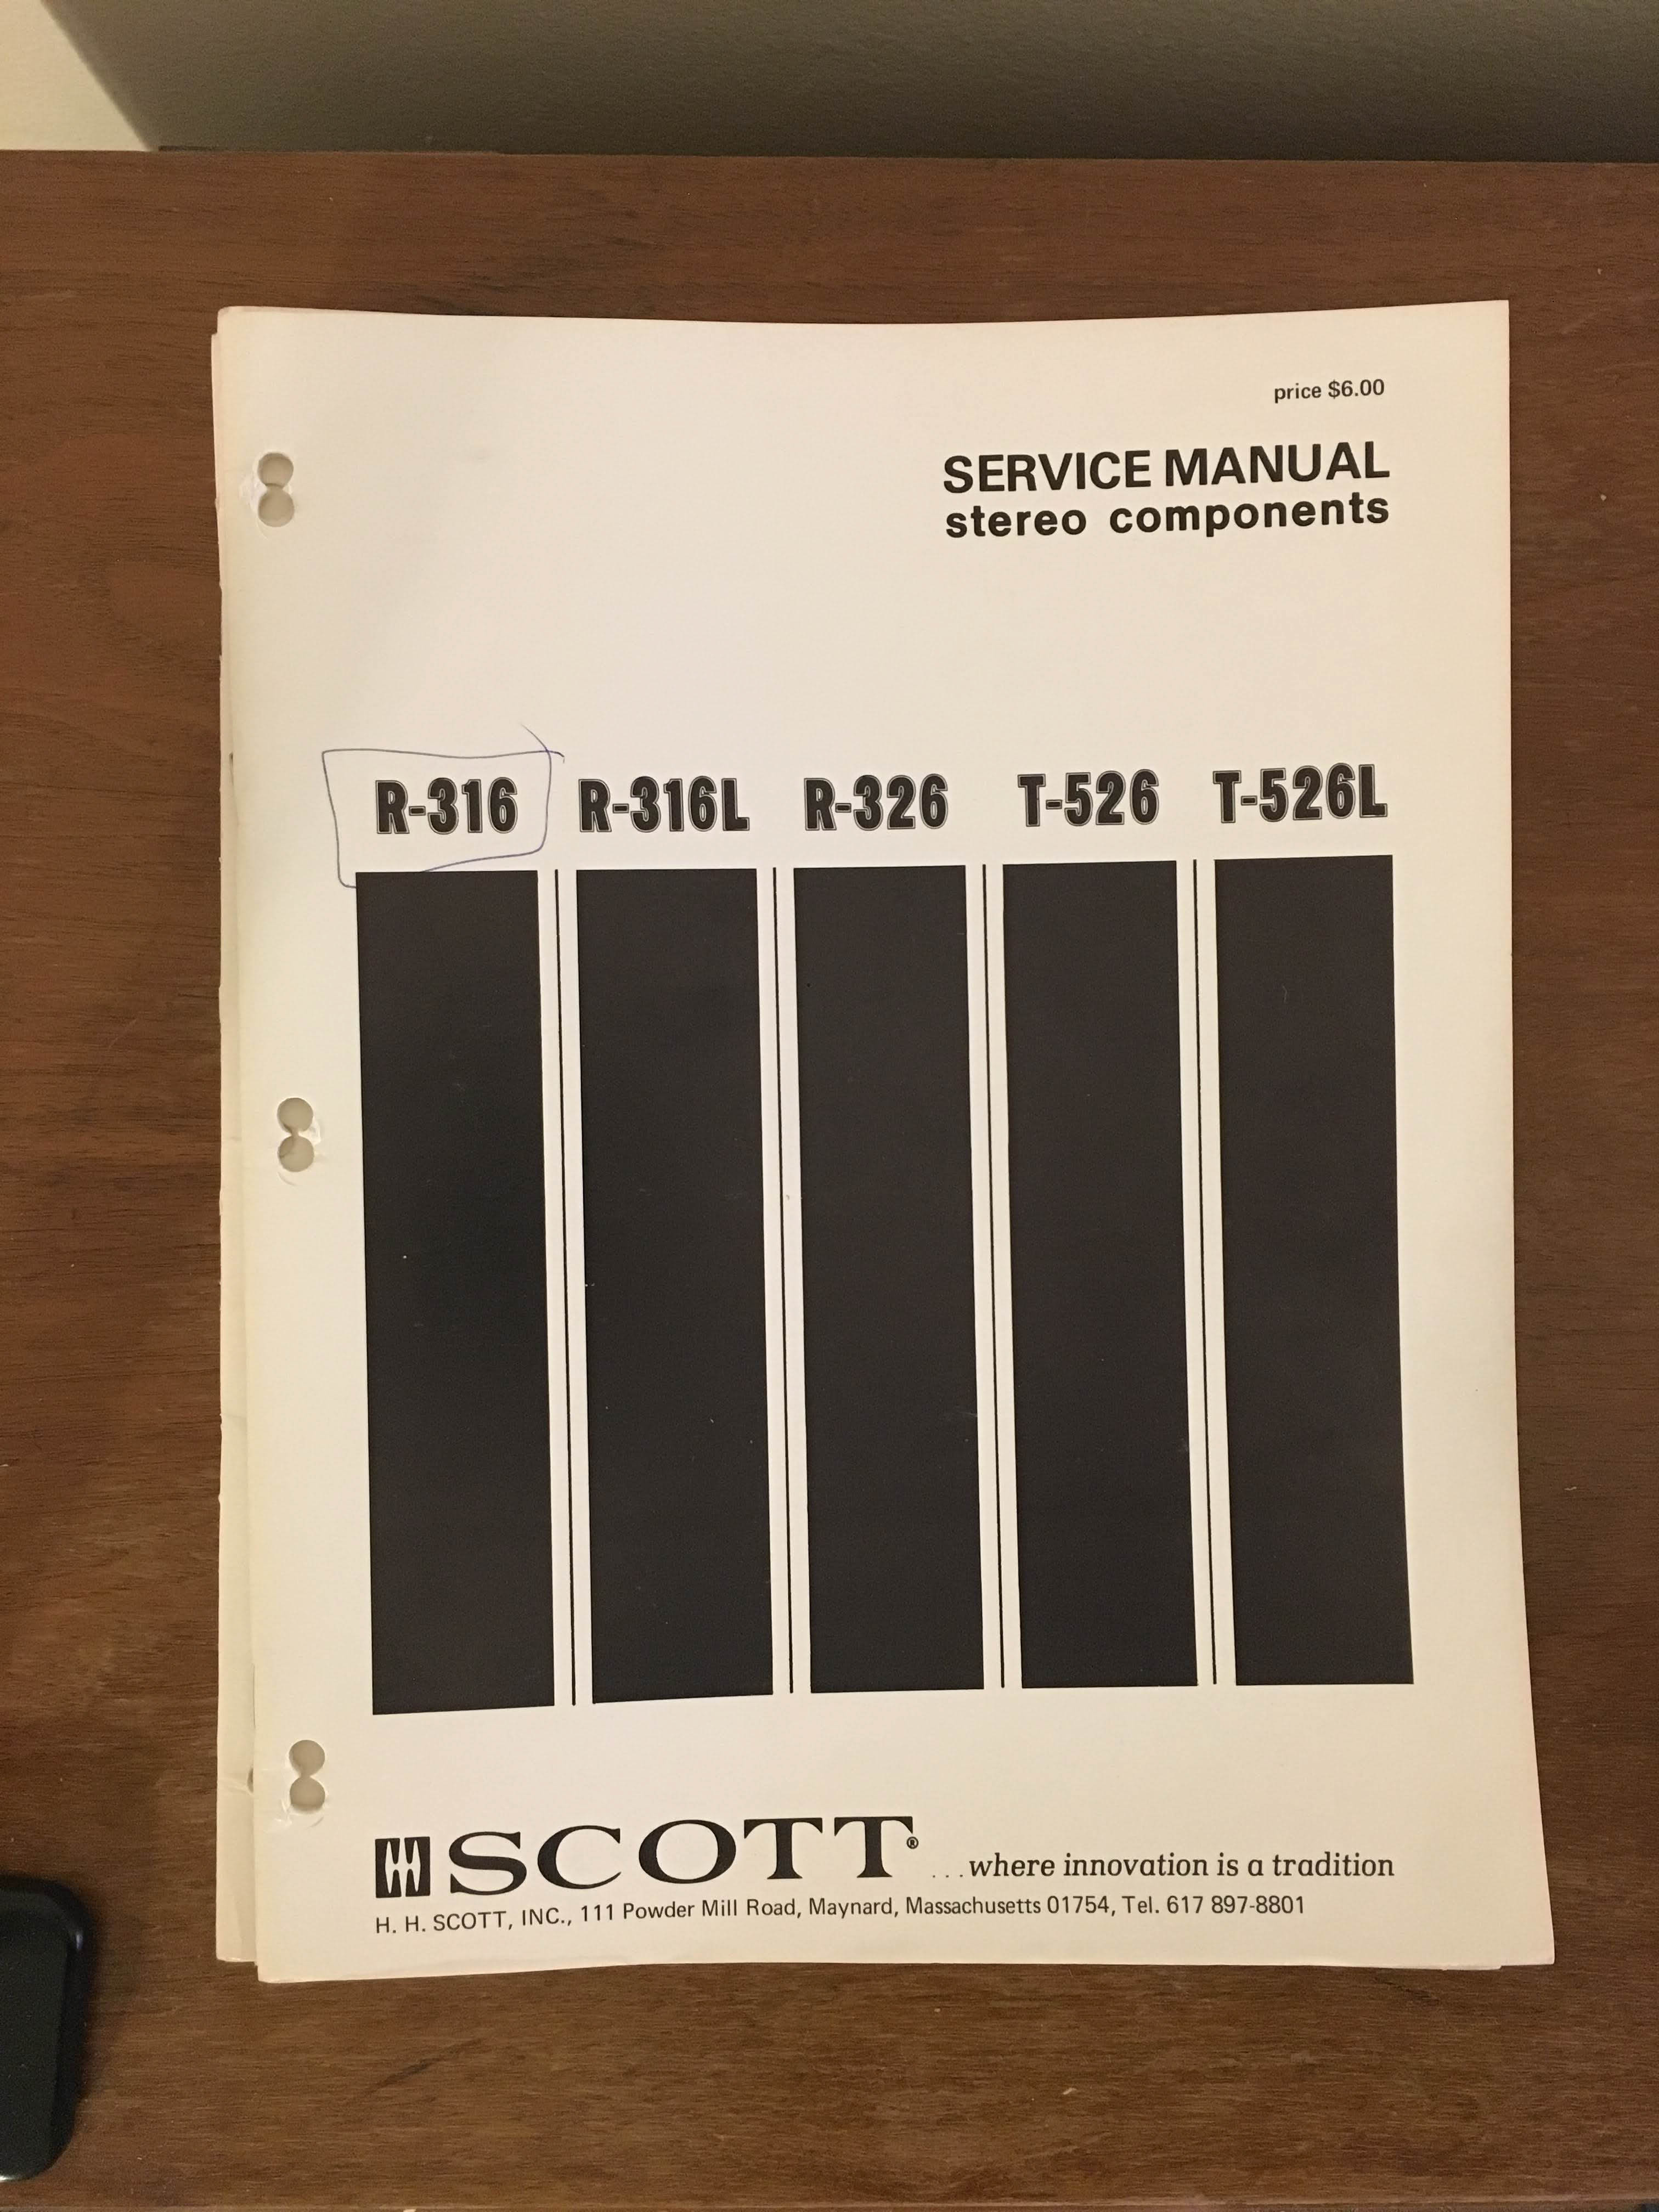 price $6.00
SERVICE MANUAL
stereo components
R-316 R-316L R-326 T-526 T-526L
SCOTT® ...where innovation is a tradition
H. H. SCOTT, INC., 111 Powder Mill Road, Maynard, Massachusetts 01754, Tel. 617 897-8801